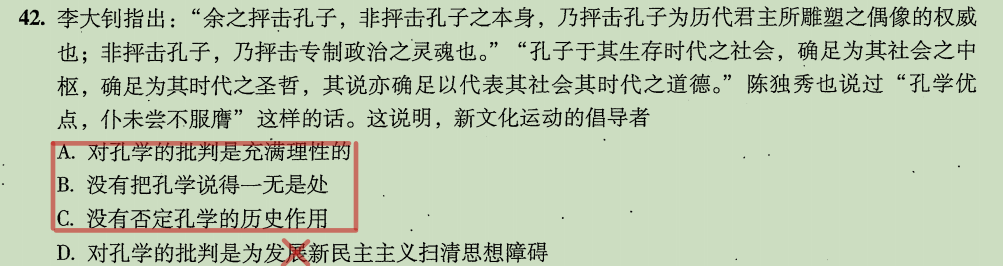 42. 李大钊指出：“余之抨击孔子，非抨击孔子之本身，乃抨击孔子为历代君主所雕塑之偶像的权威
也；非抨击孔子，乃抨击专制政治之灵魂也。”“孔子于其生存时代之社会，确足为其社会之中
枢，确足为其时代之圣哲，其说亦确足以代表其社会其时代之道德。”陈独秀也说过“孔学优
点，仆未尝不服膺”这样的话。这说明，新文化运动的倡导者
A. 对孔学的批判是充满理性的
B. 没有把孔学说得一无是处
C. 没有否定孔学的历史作用
D. 对孔学的批判是为发展新民主主义扫清思想障碍